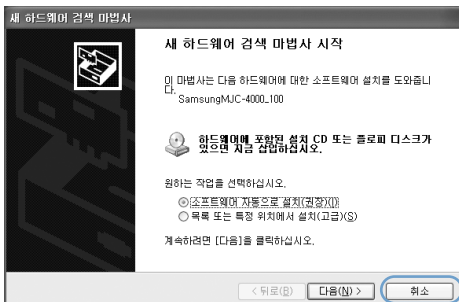 새 하드웨어 검색 마법사
새 하드웨어 검색 마법사 시작
이 마법사는 다음 하드웨어에 대한 소프트웨어 설치를 도와줍니
다.
SamsungMJC-4000_100
하드웨어에 포함된 설치 CD 또는 플로피 디스크가
있으면 지금 삽입하십시오.
원하는 작업을 선택하십시오.
소프트웨어 자동으로 설치(권장)(I)
목록 또는 특정 위치에서 설치(고급)(S)
계속하려면 [다음]을 클릭하십시오.
< 뒤로(B) 다음(N) > 취소